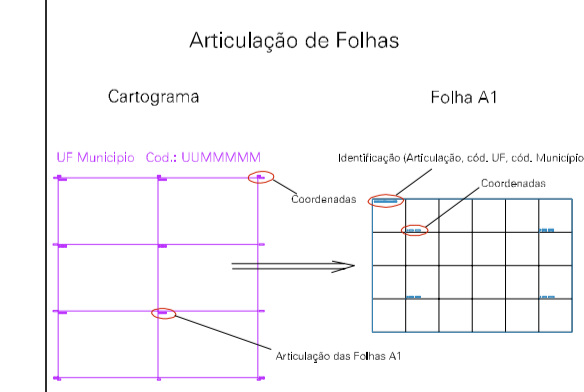 Articulação de Folhas
Cartograma
Folha A1
UF Municipio Cod.: UUMMMMM
Identificação (Articulação, cód. UF, cód. Município
Coordenadas
Coordenadas
Articulação das Folhas A1